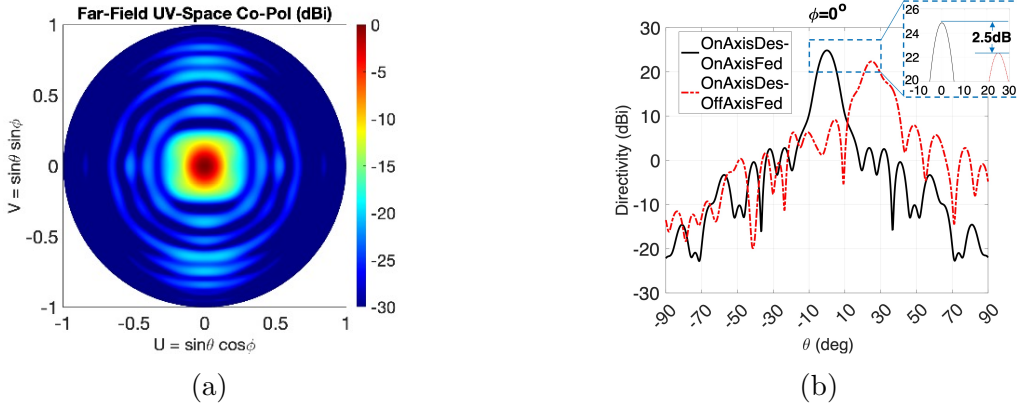 Far-Field UV-Space Co-Pol (dBi)
1
0.5
0
-0.5
-1
V = sinθ sinϕ
-1 -0.5 0 0.5 1
U = sinθ cosϕ
0
-5
-10
-15
-20
-25
-30
(a)
ϕ=0°
30
20
10
0
-10
-20
-30
Directivity (dBi)
OnAxisDes-
OnAxisFed
OnAxisDes-
OffAxisFed
26
24
22
20
2.5dB
-10 0 10 20 30
-90 -70 -50 -30 -10 10 30 50 70 90
θ (deg)
(b)